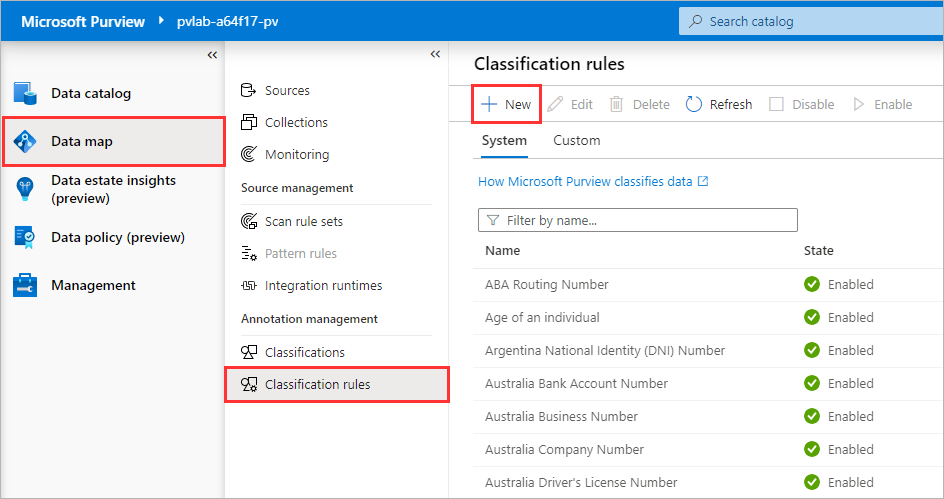 Microsoft Purview pvlab-a64f17-pv
Search catalog
Data catalog
Data map
Data estate insights
(preview)
Data policy (preview)
Management
Sources
Collections
Monitoring
Source management
Scan rule sets
Pattern rules
Integration runtimes
Annotation management
Classifications
Classification rules
Classification rules
New Edit Delete Refresh Disable Enable
System Custom
How Microsoft Purview classifies data
Filter by name...
Name State
ABA Routing Number Enabled
Age of an individual Enabled
Argentina National Identity (DNI) Number Enabled
Australia Bank Account Number Enabled
Australia Business Number Enabled
Australia Company Number Enabled
Australia Driver's License Number Enabled